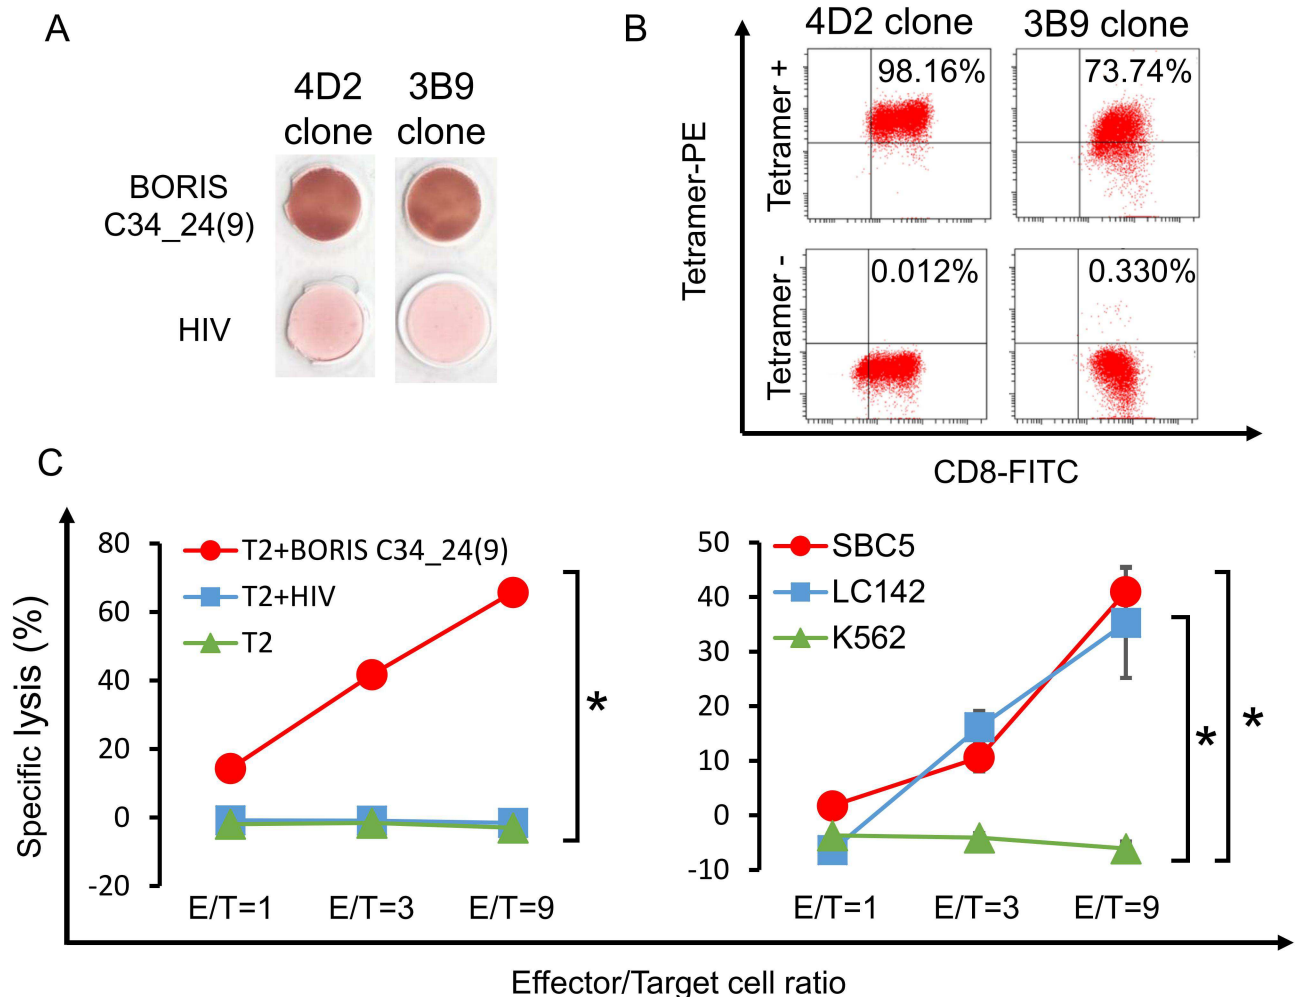 A
4D2
clone
3B9
clone
BORIS
C34_24(9)
HIV
B
4D2 clone
3B9 clone
Tetramer-PE
Tetramer +
98.16%
73.74%
Tetramer -
0.012%
0.330%
CD8-FITC
C
Specific lysis (%)
80
60
40
20
0
-20
T2+BORIS C34_24(9)
T2+HIV
T2
*
E/T=1
E/T=3
E/T=9
50
40
30
20
10
0
-10
SBC5
LC142
K562
*
*
E/T=1
E/T=3
E/T=9
Effector/Target cell ratio